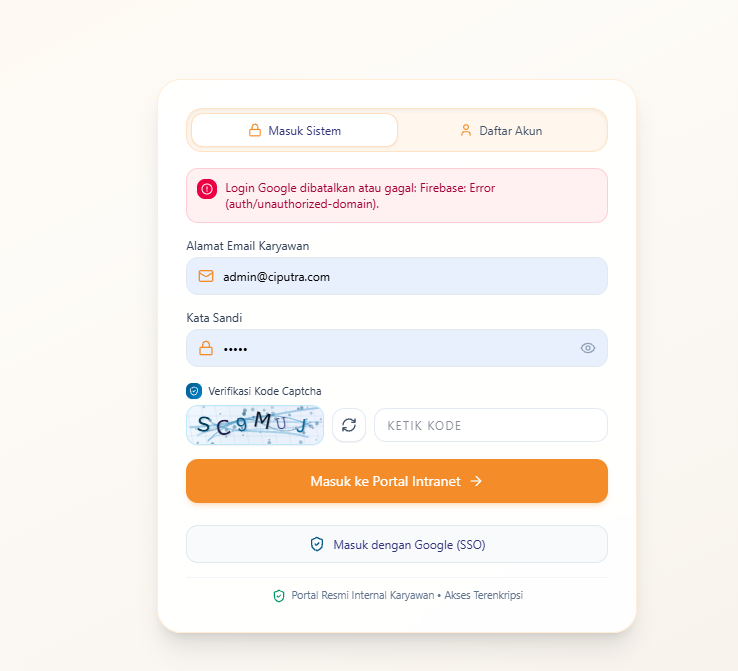 Masuk Sistem
Daftar Akun
Login Google dibatalkan atau gagal: Firebase: Error
(auth/unauthorized-domain).
Alamat Email Karyawan
admin@ciputra.com
Kata Sandi
•••••
Verifikasi Kode Captcha
SC9MUJ
KETIK KODE
Masuk ke Portal Intranet →
Masuk dengan Google (SSO)
Portal Resmi Internal Karyawan • Akses Terenkripsi